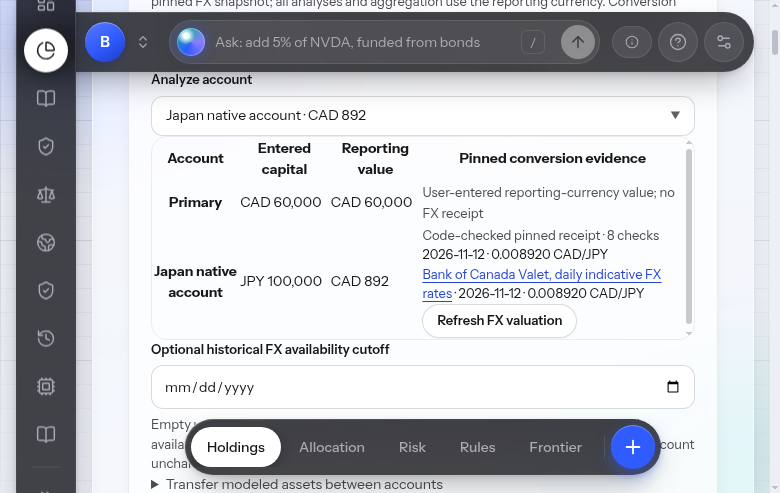 pinned FX snapshot; all analyses and aggregation use the reporting currency. Conversion
B
Ask: add 5% of NVDA, funded from bonds
/
Analyze account
Japan native account · CAD 892
Account
Entered capital
Reporting value
Pinned conversion evidence
Primary
CAD 60,000
CAD 60,000
User-entered reporting-currency value; no
FX receipt
Japan native
account
JPY 100,000
CAD 892
Code-checked pinned receipt · 8 checks
2026-11-12 · 0.008920 CAD/JPY
Bank of Canada Valet, daily indicative FX
rates · 2026-11-12 · 0.008920 CAD/JPY
Refresh FX valuation
Optional historical FX availability cutoff
mm/dd/yyyy
Empty
Holdings
Allocation
Risk
Rules
Frontier
+
Transfer modeled assets between accounts